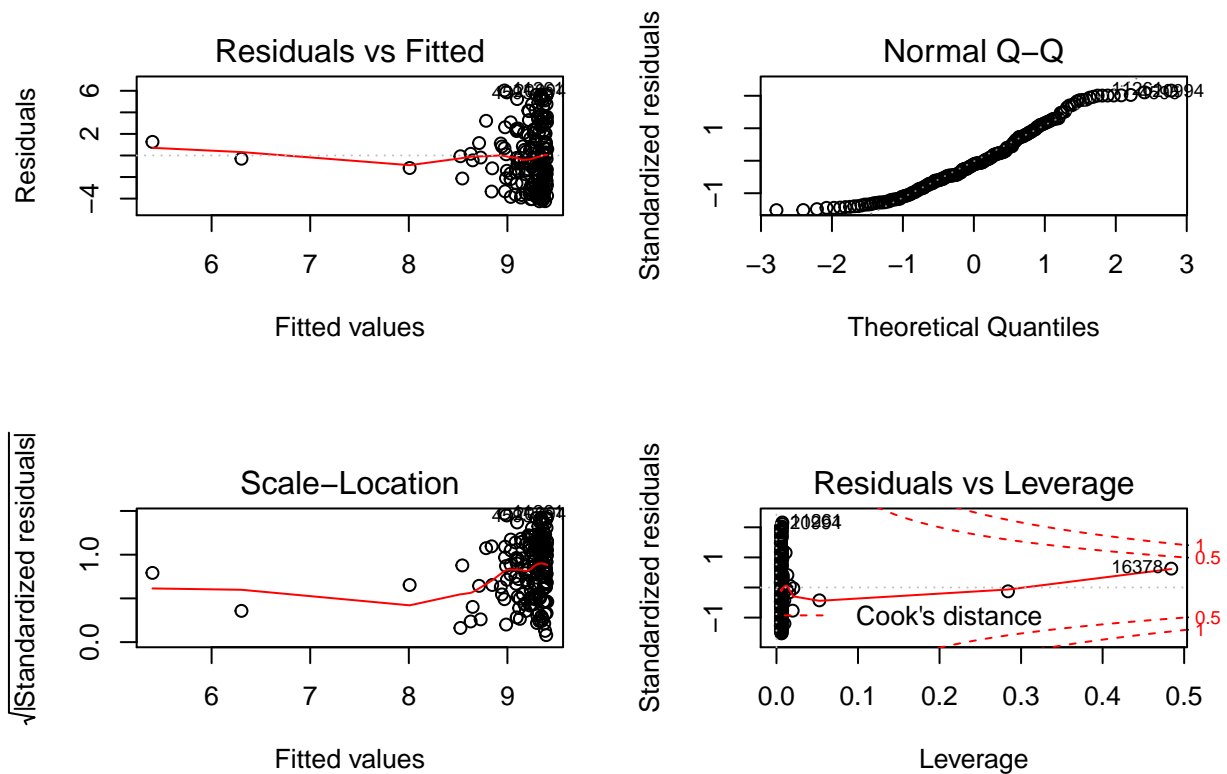 Residuals vs Fitted
Residuals
6
2
−4
6 7 8 9
Fitted values
Normal Q−Q
Standardized residuals
1
−1
−3 −2 −1 0 1 2 3
Theoretical Quantiles
Scale−Location
√|Standardized residuals|
1.0
0.0
6 7 8 9
Fitted values
Residuals vs Leverage
Standardized residuals
1
−1
16378
Cook's distance
1
0.5
0.5
1
0.0 0.1 0.2 0.3 0.4 0.5
Leverage